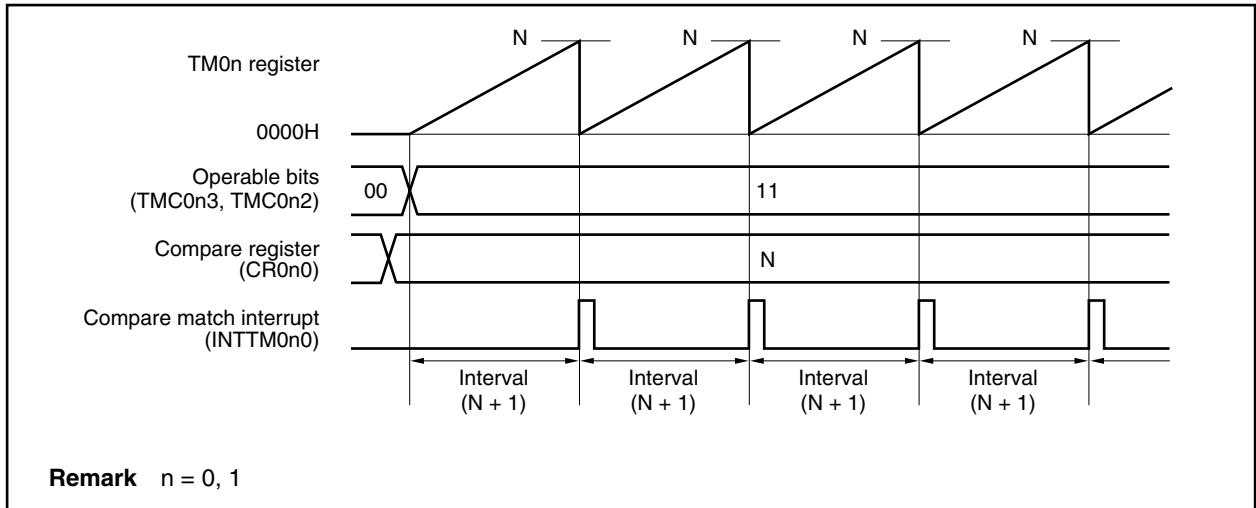 N N N N
TM0n register
0000H
Operable bits
(TMC0n3, TMC0n2)
00 11
Compare register
(CR0n0)
N
Compare match interrupt
(INTTM0n0)
Interval Interval Interval Interval
(N + 1) (N + 1) (N + 1) (N + 1)
Remark n = 0, 1